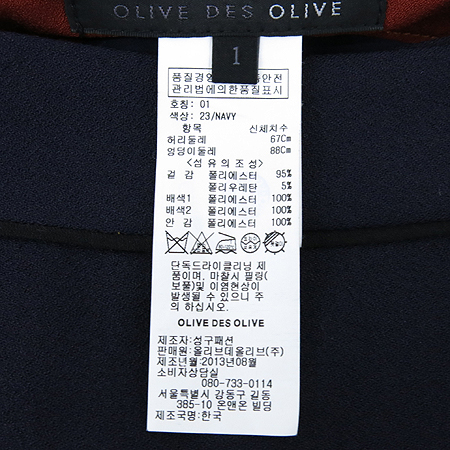 OLIVE DES OLIVE
1
품질경영 안전
관리법에의한품질표시
호칭: 01
색상: 23/NAVY
항목 신체치수
허리둘레 67Cm
엉덩이둘레 88Cm
<섬유의조성>
겉 감 폴리에스터 95%
폴리우레탄 5%
배색1 폴리에스터 100%
배색2 폴리에스터 100%
안 감 폴리에스터 100%
단독드라이클리닝 제
품이며, 마찰시 필링(
보풀)및 이염현상이
발생될 수 있으니 주
의 하십시오.
OLIVE DES OLIVE
제조자:성구패션
판매원:올리브데올리브(주)
제조년월:2013년08월
소비자상담실
080-733-0114
서울특별시 강동구 길동
385-10 온앤온 빌딩
제조국명:한국